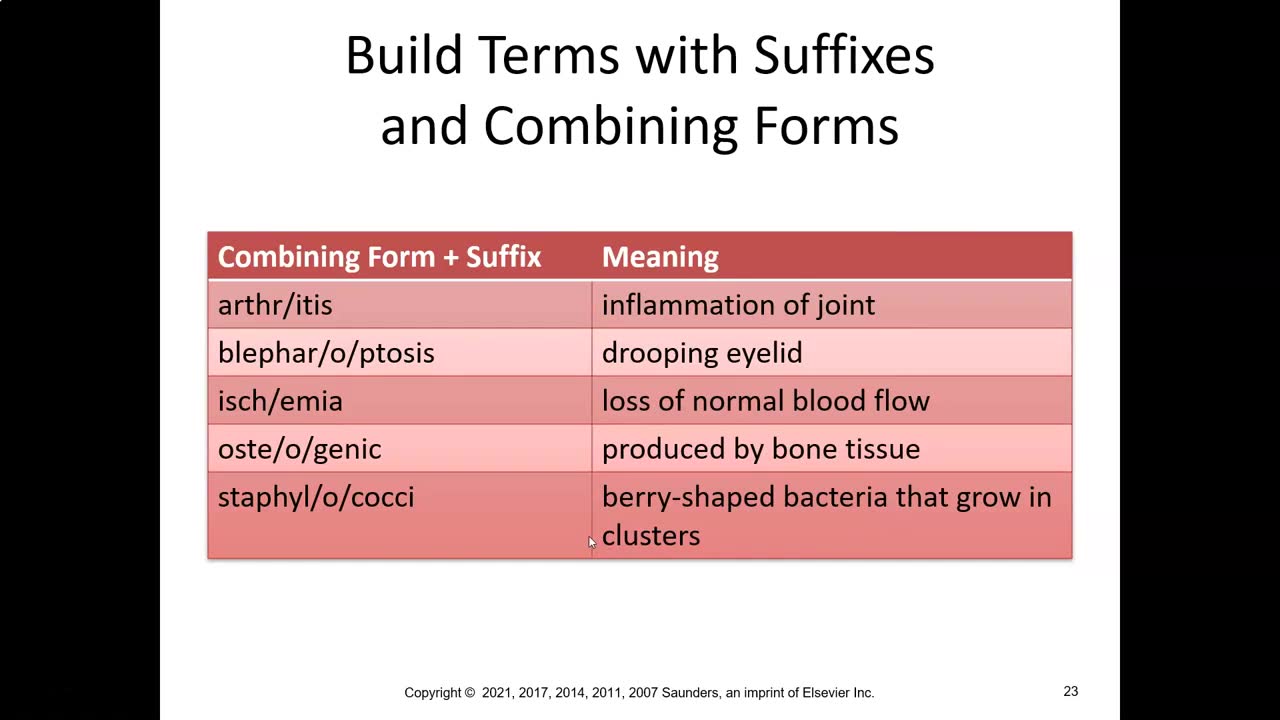 Build Terms with Suffixes
and Combining Forms
Combining Form + Suffix Meaning
arthr/itis inflammation of joint
blephar/o/ptosis drooping eyelid
isch/emia loss of normal blood flow
oste/o/genic produced by bone tissue
staphyl/o/cocci berry-shaped bacteria that grow in
clusters
Copyright © 2021, 2017, 2014, 2011, 2007 Saunders, an imprint of Elsevier Inc. 23